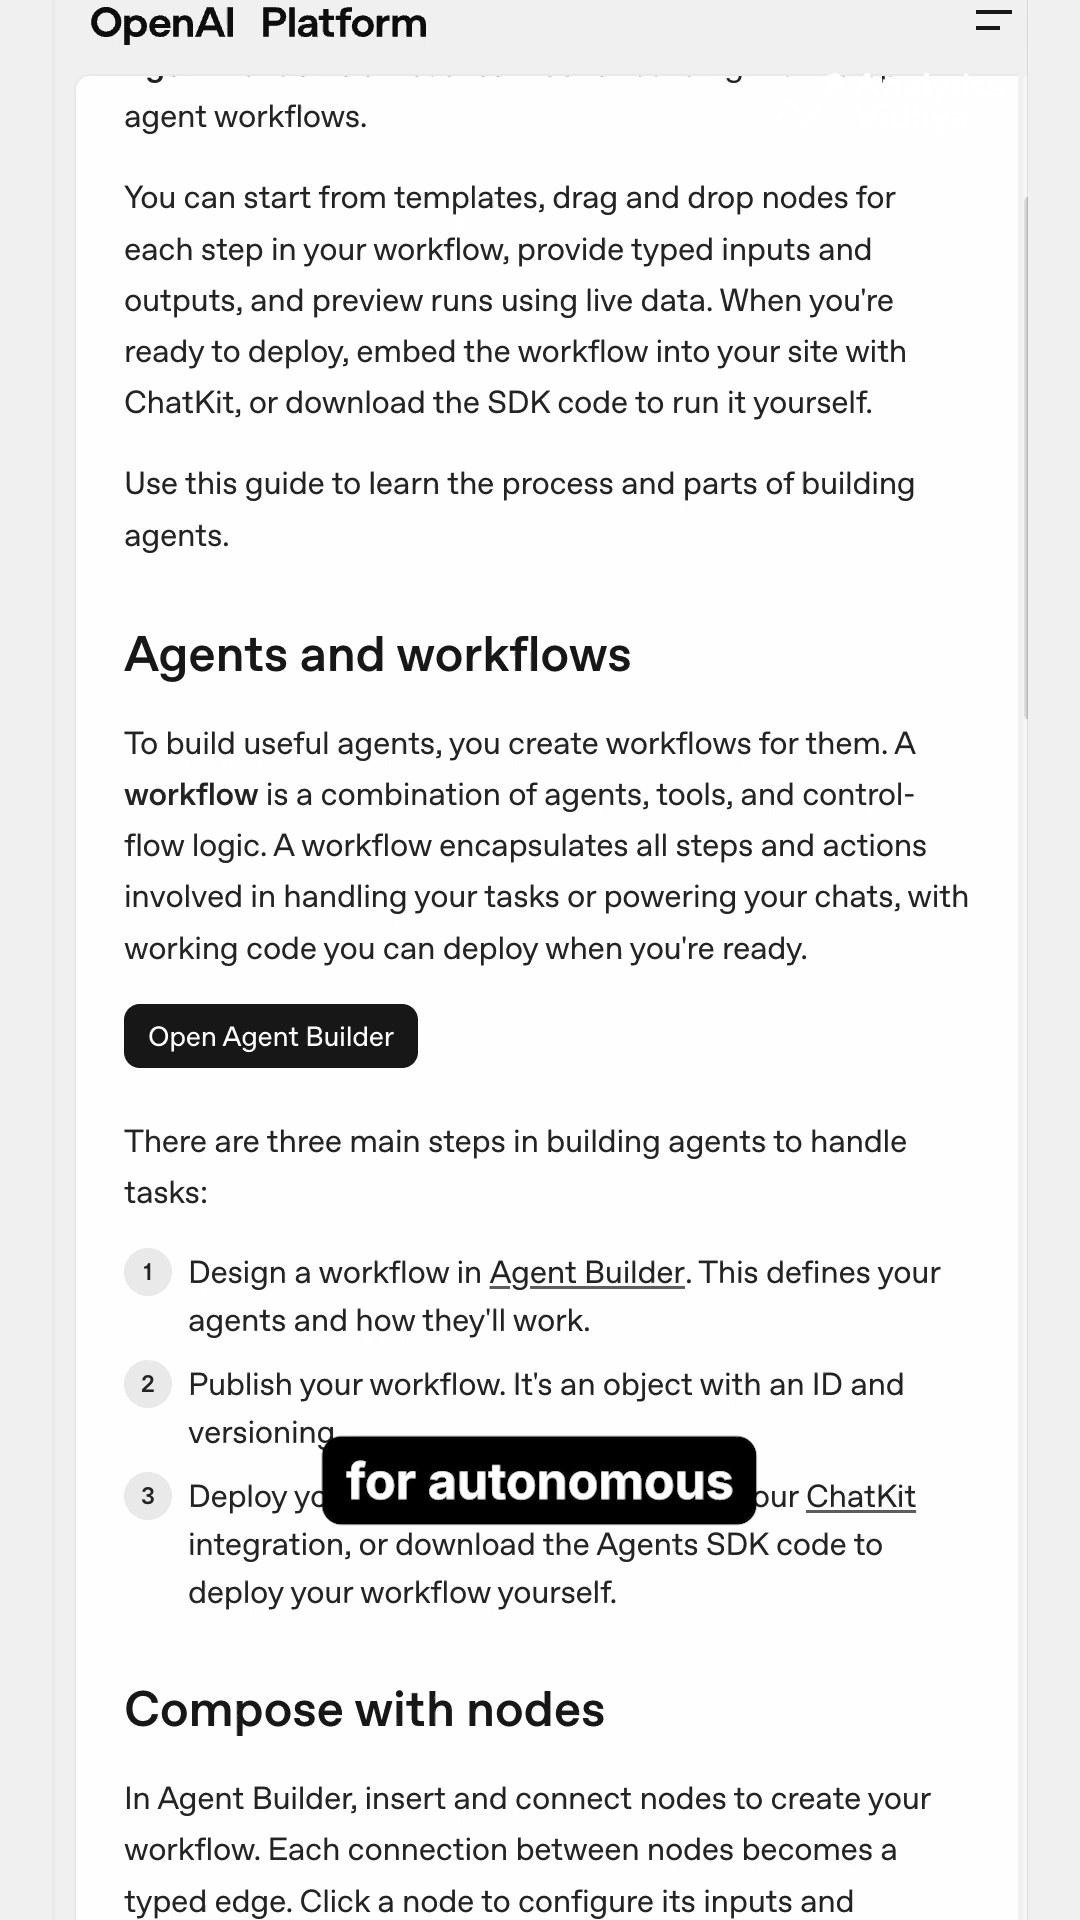 OpenAI Platform
agent workflows.
You can start from templates, drag and drop nodes for
each step in your workflow, provide typed inputs and
outputs, and preview runs using live data. When you're
ready to deploy, embed the workflow into your site with
ChatKit, or download the SDK code to run it yourself.
Use this guide to learn the process and parts of building
agents.
Agents and workflows
To build useful agents, you create workflows for them. A
workflow is a combination of agents, tools, and control-
flow logic. A workflow encapsulates all steps and actions
involved in handling your tasks or powering your chats, with
working code you can deploy when you're ready.
Open Agent Builder
There are three main steps in building agents to handle
tasks:
1 Design a workflow in Agent Builder. This defines your
agents and how they'll work.
2 Publish your workflow. It's an object with an ID and
versioning
for autonomous
3 Deploy ChatKit
integration, or download the Agents SDK code to
deploy your workflow yourself.
Compose with nodes
In Agent Builder, insert and connect nodes to create your
workflow. Each connection between nodes becomes a
typed edge. Click a node to configure its inputs and